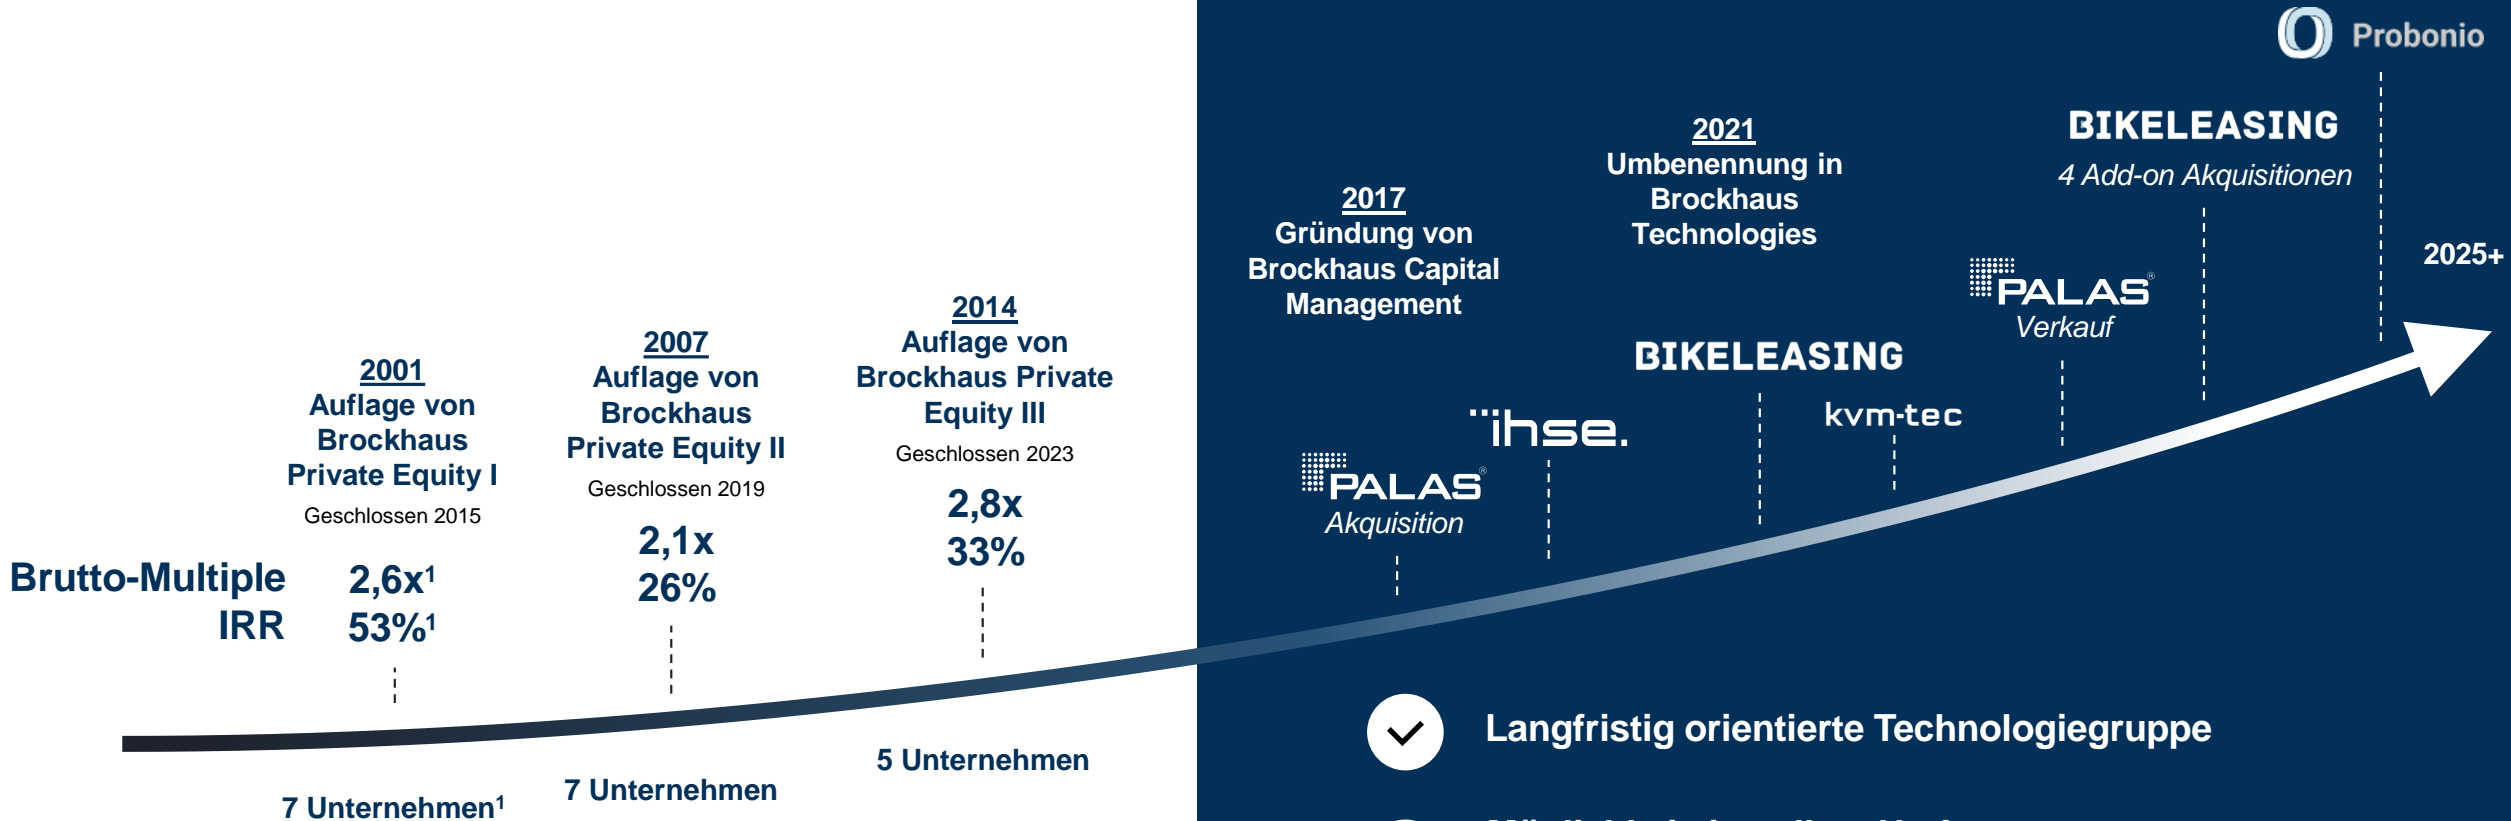 2001
Auflage von
Brockhaus
Private Equity I
Geschlossen 2015
Brutto-Multiple
IRR
2,6x¹
53%¹
7 Unternehmen¹
2007
Auflage von
Brockhaus
Private Equity II
Geschlossen 2019
2,1x
26%
7 Unternehmen
2014
Auflage von
Brockhaus Private
Equity III
Geschlossen 2023
2,8x
33%
5 Unternehmen
2017
Gründung von
Brockhaus Capital
Management
PALAS®
Akquisition
ihse.
2021
Umbenennung in
Brockhaus
Technologies
BIKELEASING
kvm-tec
PALAS®
Verkauf
BIKELEASING
4 Add-on Akquisitionen
Probonio
2025+
Langfristig orientierte Technologiegruppe